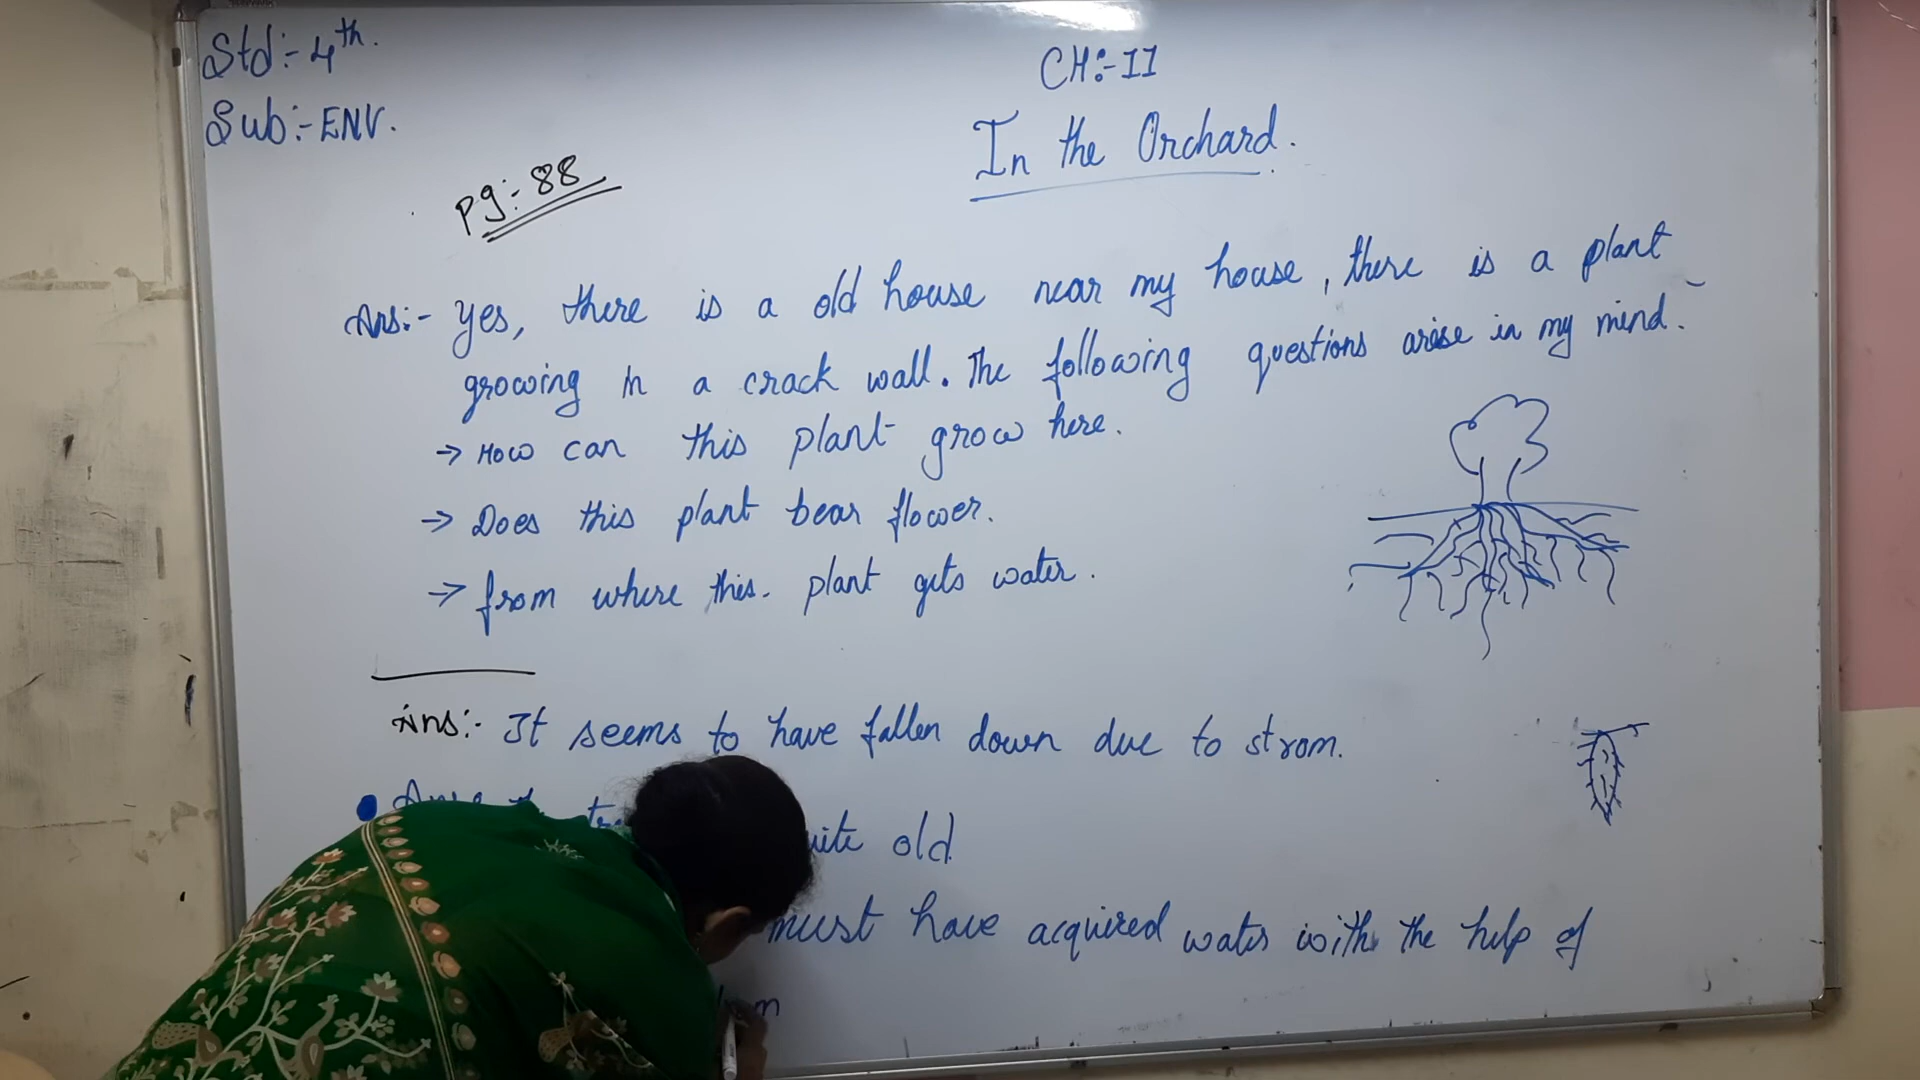 Std:- 4th.
Sub:- ENV.
CH:- II
In the Orchard.
pg:- 88
Ans:- Yes, there is a old house near my house, there is a plant
growing in a crack wall. The following questions arise in my mind.
→ How can this plant grow here.
→ Does this plant bear flower.
→ from where this. plant gets water.
Ans:- It seems to have fallen down due to strom.
old.
must have acquired water with the help of